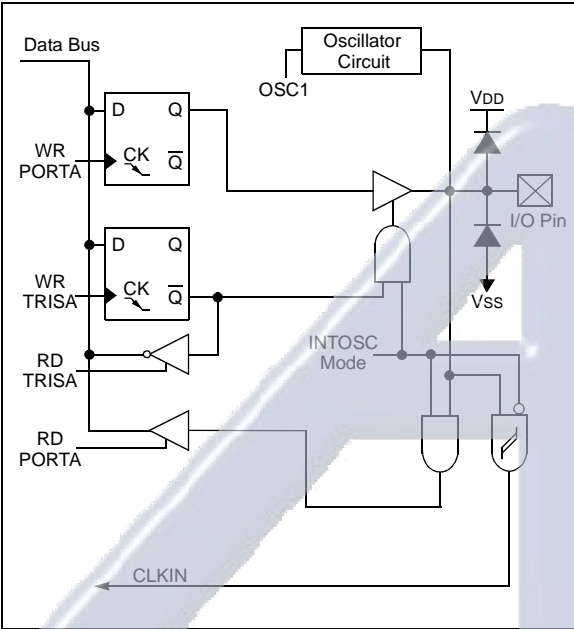 Data Bus
Oscillator
Circuit
OSC1
VDD
D Q
WR
PORTA
CK Q
I/O Pin
D Q
WR
TRISA
CK Q
VSS
INTOSC
Mode
RD
TRISA
RD
PORTA
CLKIN